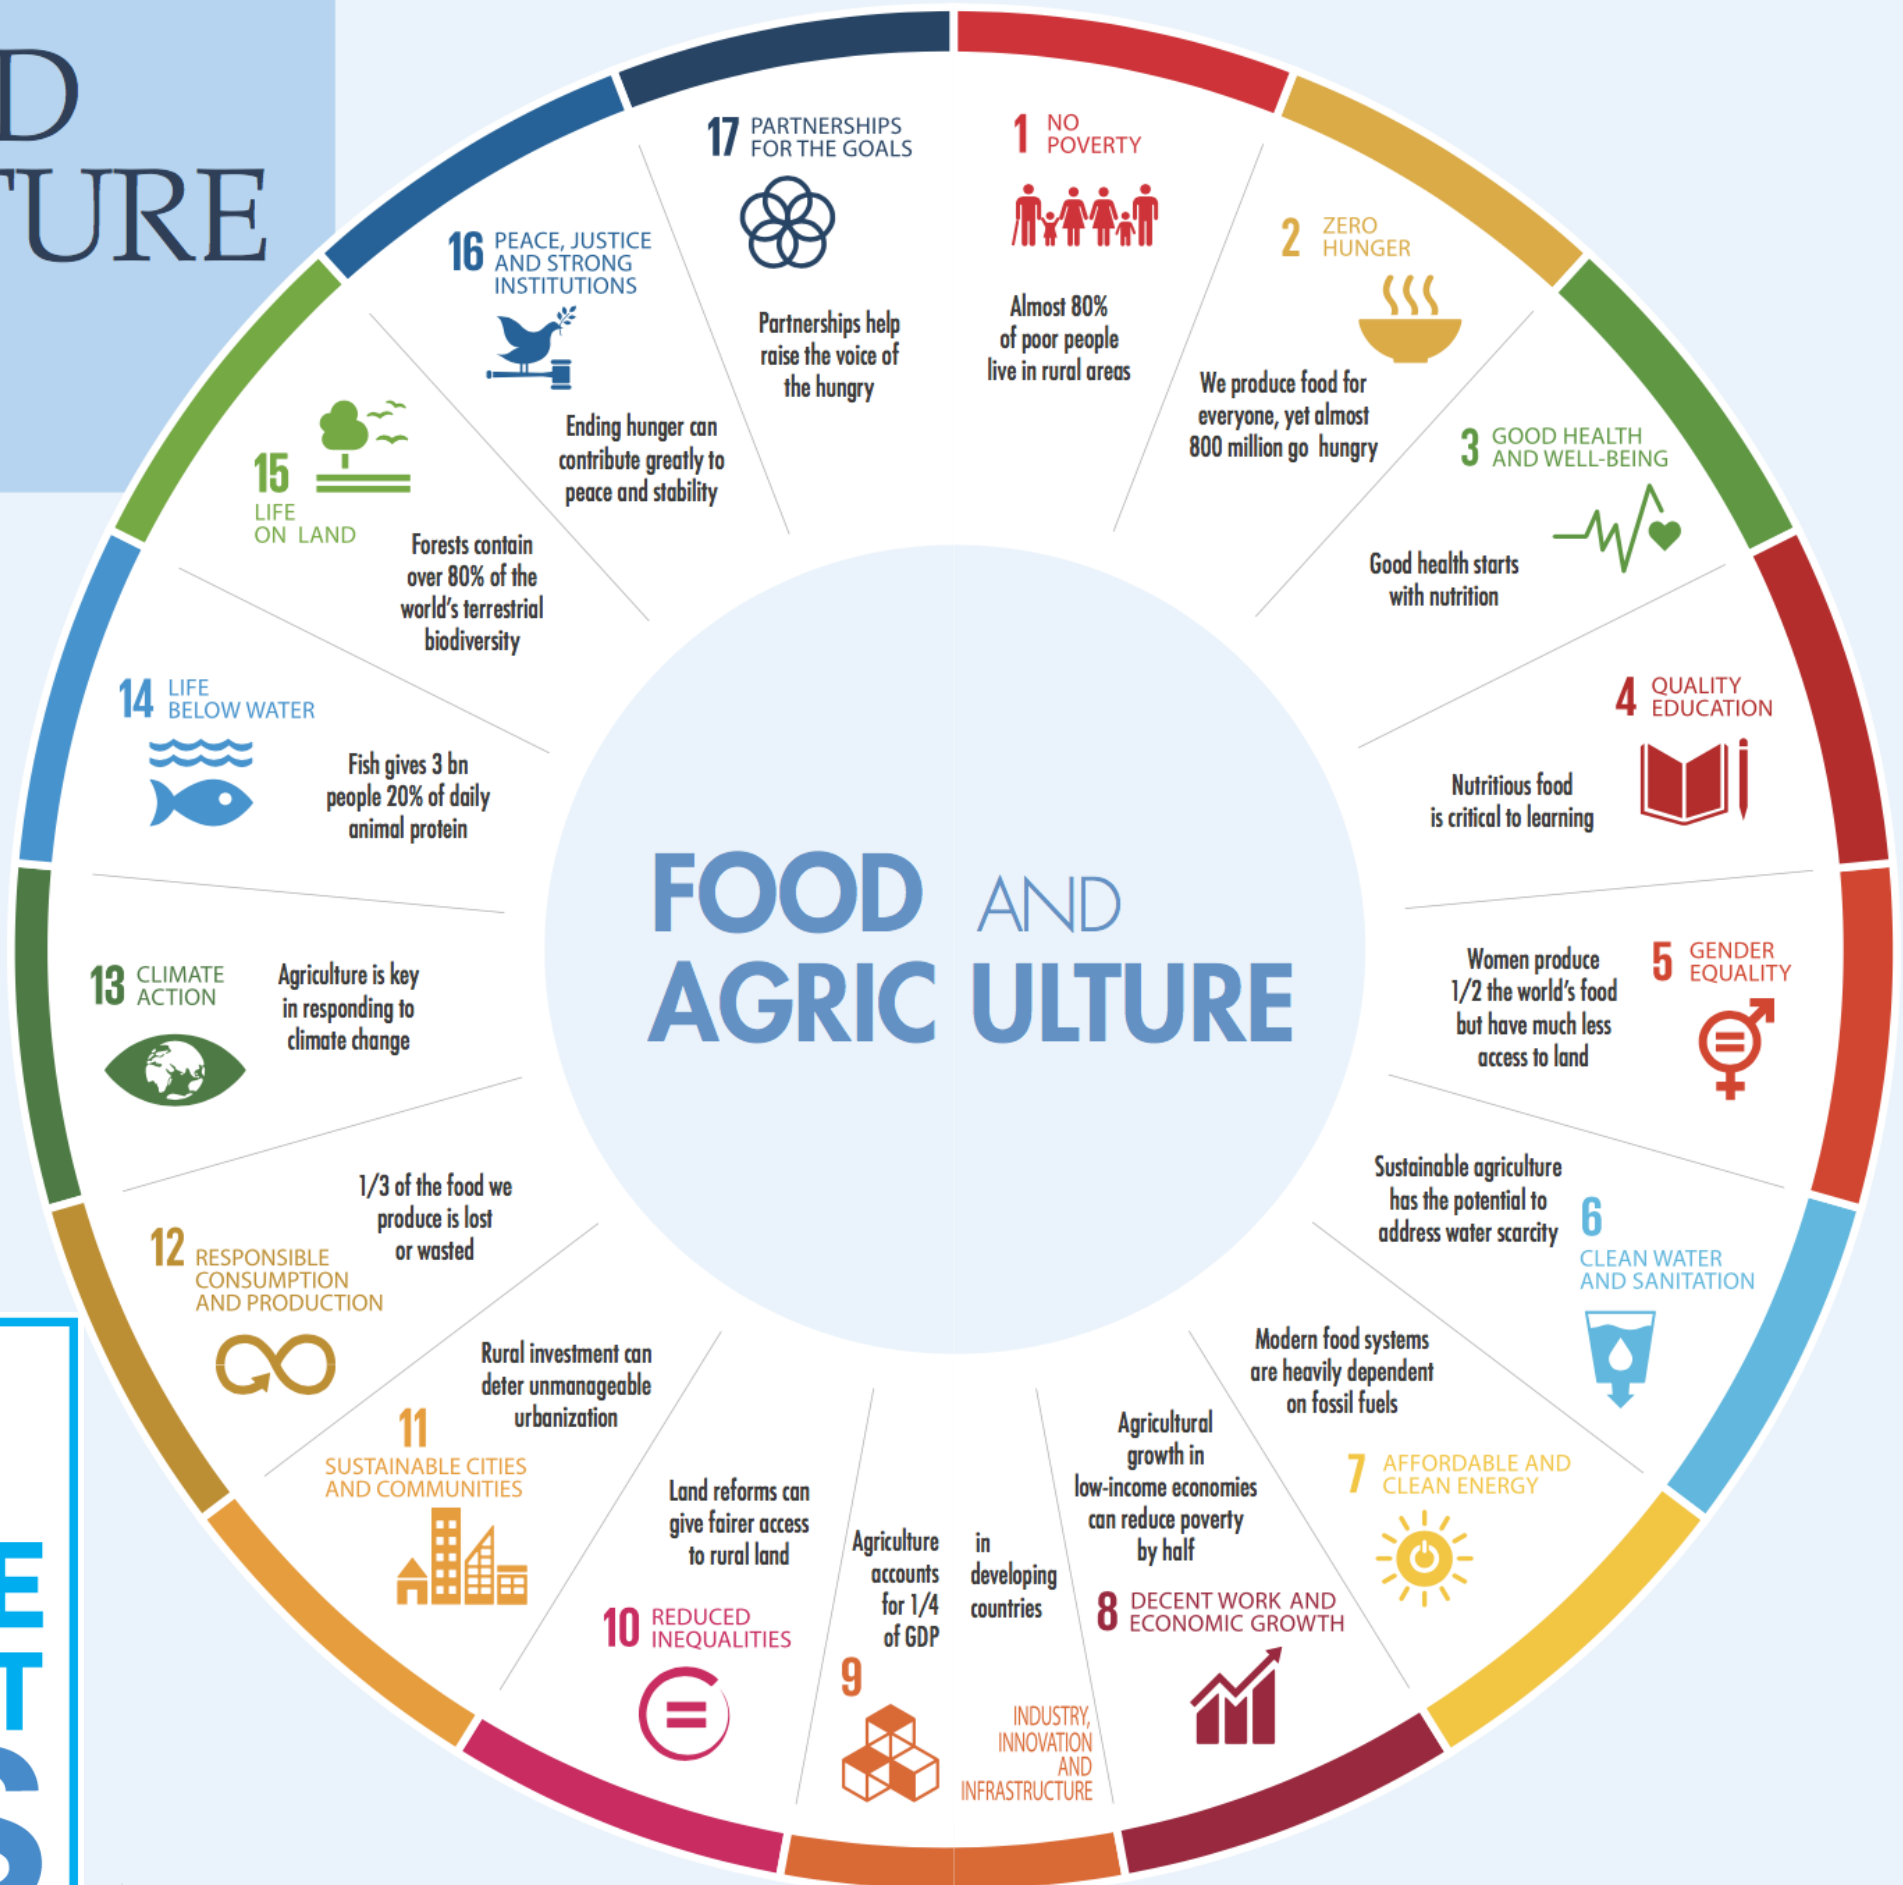 D
TURE
17 PARTNERSHIPS
FOR THE GOALS
Partnerships help
raise the voice of
the hungry
1 NO
POVERTY
Almost 80%
of poor people
live in rural areas
2 ZERO
HUNGER
We produce food for
everyone, yet almost
800 million go hungry
3 GOOD HEALTH
AND WELL-BEING
Good health starts
with nutrition
4 QUALITY
EDUCATION
Nutritious food
is critical to learning
5 GENDER
EQUALITY
Women produce
1/2 the world's food
but have much less
access to land
6
CLEAN WATER
AND SANITATION
Sustainable agriculture
has the potential to
address water scarcity
7 AFFORDABLE AND
CLEAN ENERGY
Modern food systems
are heavily dependent
on fossil fuels
8 DECENT WORK AND
ECONOMIC GROWTH
Agricultural
growth in
low-income economies
can reduce poverty
by half
9
INDUSTRY,
INNOVATION
AND
INFRASTRUCTURE
Agriculture in
accounts developing
for 1/4 countries
of GDP
10 REDUCED
INEQUALITIES
Land reforms can
give fairer access
to rural land
11
SUSTAINABLE CITIES
AND COMMUNITIES
Rural investment can
deter unmanageable
urbanization
12 RESPONSIBLE
CONSUMPTION
AND PRODUCTION
1/3 of the food we
produce is lost
or wasted
13 CLIMATE
ACTION
Agriculture is key
in responding to
climate change
14 LIFE
BELOW WATER
Fish gives 3 bn
people 20% of daily
animal protein
15
LIFE
ON LAND
Forests contain
over 80% of the
world's terrestrial
biodiversity
16 PEACE, JUSTICE
AND STRONG
INSTITUTIONS
Ending hunger can
contribute greatly to
peace and stability
FOOD AND
AGRIC ULTURE
E
T
S